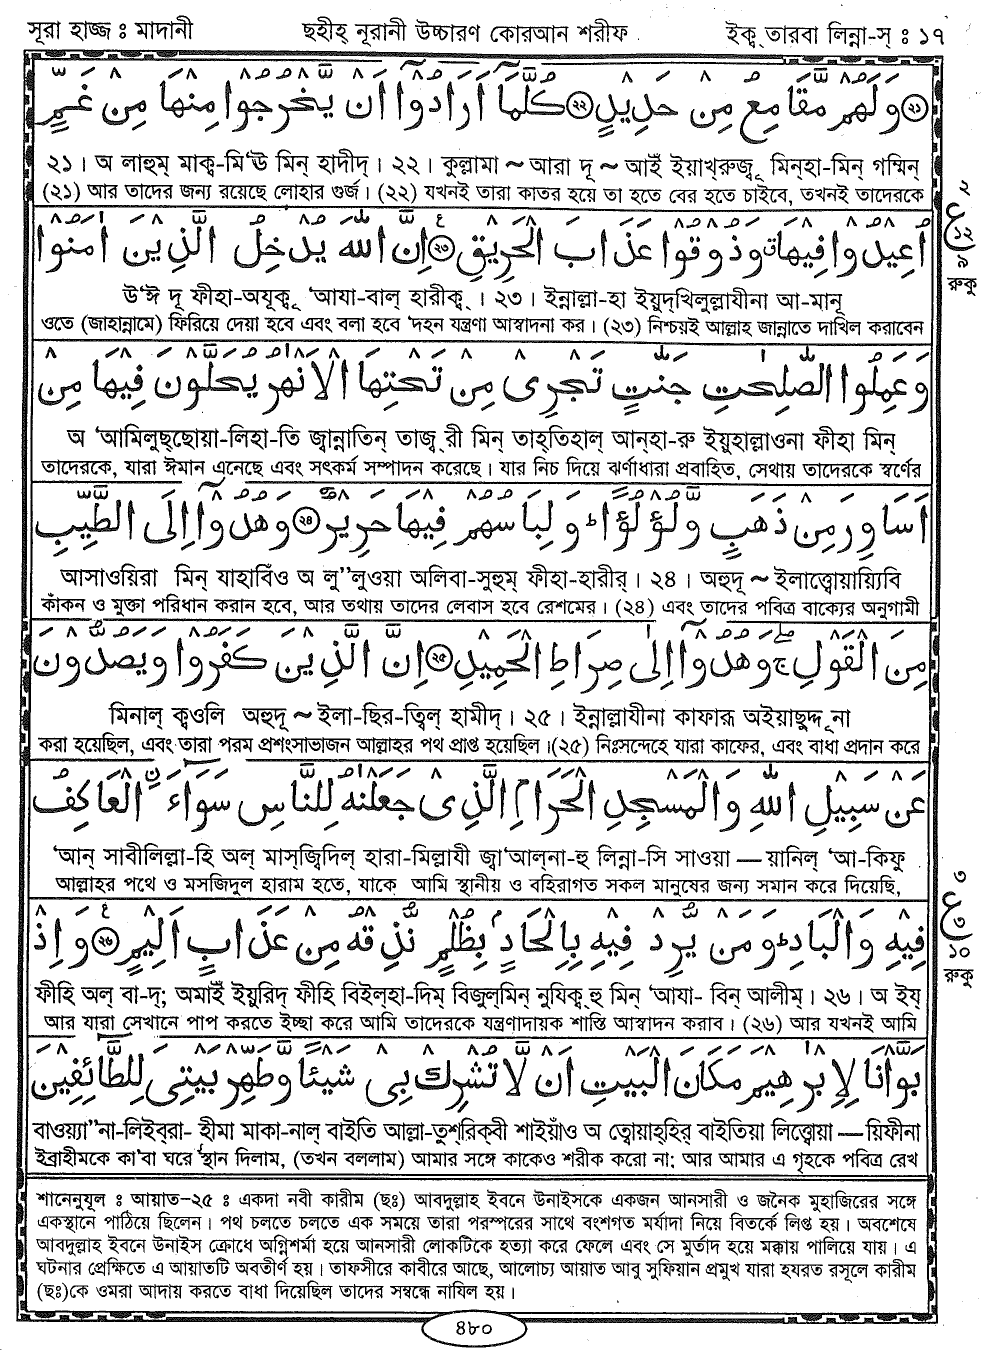 সূরা হাজ্জ ঃ মাদানী ছহীহ্ নূরানী উচ্চারণ কোরআন শরীফ ইক্ব্ তারবা লিন্না-স্ ঃ ১৭
وَلَهُمْ مَّقَامِعُ مِنْ حَدِيْدٍ ﴿২২﴾ كُلَّمَآ اَرَادُوْٓا اَنْ يَّخْرُجُوْا مِنْهَا مِنْ غَمٍّ
২১। অ লাহুম্ মাক্ব-মি‘উ মিন্ হাদীদ্। ২২। কুল্লামা ~ আরা দূ ~ আইঁ ইয়াখ্‌রুজূ মিন্‌হা-মিন্ গম্মিন্
(২১) আর তাদের জন্য রয়েছে লোহার গুর্জ। (২২) যখনই তারা কাতর হয়ে তা হতে বের হতে চাইবে, তখনই তাদেরকে
২
ع
১২
৯
রুকু
اُعِيْدُوْا فِيْهَا ق وَذُوْقُوْا عَذَابَ الْحَرِيْقِ ﴿২৩﴾ اِنَّ اللّٰهَ يُدْخِلُ الَّذِيْنَ اٰمَنُوْا
উ‘ঈ দূ ফীহা-অযূক্বূ ‘আযা-বাল্ হারীক্ব্। ২৩। ইন্নাল্লা-হা ইয়ুদ্‌খিলুল্লাযীনা আ-মানূ
ওতে (জাহান্নামে) ফিরিয়ে দেয়া হবে এবং বলা হবে ‘দহন যন্ত্রণা আস্বাদনা কর। (২৩) নিশ্চয়ই আল্লাহ জান্নাতে দাখিল করাবেন
وَعَمِلُوا الصّٰلِحٰتِ جَنّٰتٍ تَجْرِيْ مِنْ تَحْتِهَا الْاَنْهٰرُ يُحَلَّوْنَ فِيْهَا مِنْ
অ ‘আমিলুছ্ছোয়া-লিহা-তি জ্বান্নাতিন্ তাজ্ব্ রী মিন্ তাহ্‌তিহাল্ আন্‌হা-রু ইয়ুহাল্লাওনা ফীহা মিন্
তাদেরকে, যারা ঈমান এনেছে এবং সৎকর্ম সম্পাদন করেছে। যার নিচ দিয়ে ঝর্ণাধারা প্রবাহিত, সেথায় তাদেরকে স্বর্ণের
اَسَاوِرَ مِنْ ذَهَبٍ وَّلُؤْلُؤًا ط وَلِبَاسُهُمْ فِيْهَا حَرِيْرٌ ﴿২৪﴾ وَهُدُوْٓا اِلَى الطَّيِّبِ
আসাওয়িরা মিন্ যাহাবিঁও অ লু"লুওয়া অলিবা-সুহুম্ ফীহা-হারীর্। ২৪। অহুদূ ~ ইলাত্ত্বোয়ায়্যিবি
কাঁকন ও মুক্তা পরিধান করান হবে, আর তথায় তাদের লেবাস হবে রেশমের। (২৪) এবং তাদের পবিত্র বাক্যের অনুগামী
مِنَ الْقَوْلِ ج وَهُدُوْٓا اِلٰى صِرَاطِ الْحَمِيْدِ ﴿২৫﴾ اِنَّ الَّذِيْنَ كَفَرُوْا وَيَصُدُّوْنَ
মিনাল্ ক্বওলি অহুদূ ~ ইলা-ছির-ত্বিল্ হামীদ্। ২৫। ইন্নাল্লাযীনা কাফারূ অইয়াছুদ্দূ না
করা হয়েছিল, এবং তারা পরম প্রশংসাভাজন আল্লাহর পথ প্রাপ্ত হয়েছিল। (২৫) নিঃসন্দেহে যারা কাফের, এবং বাধা প্রদান করে
عَنْ سَبِيْلِ اللّٰهِ وَالْمَسْجِدِ الْحَرَامِ الَّذِيْ جَعَلْنٰهُ لِلنَّاسِ سَوَآءَ ِۨ الْعَاكِفُ
‘আন্ সাবীলিল্লা-হি অল্ মাস্‌জ্বিদিল্ হারা-মিল্লাযী জ্বা‘আল্‌না-হু লিন্না-সি সাওয়া — য়ানিল্ ‘আ-কিফু
আল্লাহর পথে ও মসজিদুল হারাম হতে, যাকে আমি স্থানীয় ও বহিরাগত সকল মানুষের জন্য সমান করে দিয়েছি,
৩
ع
৩
১০
রুকু
فِيْهِ وَالْبَادِ ط وَمَنْ يُّرِدْ فِيْهِ بِاِلْحَادٍ بِظُلْمٍ نُّذِقْهُ مِنْ عَذَابٍ اَلِيْمٍ ﴿২৬﴾ وَاِذْ
ফীহি অল্ বা-দ্; অমাইঁ ইয়ুরিদ্ ফীহি বিইল্‌হা-দিম্ বিজুল্‌মিন্ নুযিক্ব্ হু মিন্ ‘আযা- বিন্ আলীম্। ২৬। অ ইয্
আর যারা সেখানে পাপ করতে ইচ্ছা করে আমি তাদেরকে যন্ত্রণাদায়ক শাস্তি আস্বাদন করাব। (২৬) আর যখনই আমি
بَوَّاْنَا لِاِبْرٰهِيْمَ مَكَانَ الْبَيْتِ اَنْ لَّا تُشْرِكْ بِيْ شَيْئًا وَّطَهِّرْ بَيْتِيَ لِلطَّآئِفِيْنَ
বাওয়্যা"না-লিইব্‌রা- হীমা মাকা-নাল্ বাইতি আল্লা-তুশ্‌রিক্‌বী শাইয়াঁও অ ত্বোয়াহ্‌হির্ বাইতিয়া লিত্ত্বোয়া — য়িফীনা
ইব্রাহীমকে কা'বা ঘরে স্থান দিলাম, (তখন বললাম) আমার সঙ্গে কাকেও শরীক করো না; আর আমার এ গৃহকে পবিত্র রেখ
শানেনুযূল ঃ আয়াত-২৫ ঃ একদা নবী কারীম (ছঃ) আবদুল্লাহ ইবনে উনাইসকে একজন আনসারী ও জনৈক মুহাজিরের সঙ্গে
একস্থানে পাঠিয়ে ছিলেন। পথ চলতে চলতে এক সময়ে তারা পরস্পরের সাথে বংশগত মর্যাদা নিয়ে বিতর্কে লিপ্ত হয়। অবশেষে
আবদুল্লাহ ইবনে উনাইস ক্রোধে অগ্নিশর্মা হয়ে আনসারী লোকটিকে হত্যা করে ফেলে এবং সে মুর্তাদ হয়ে মক্কায় পালিয়ে যায়। এ
ঘটনার প্রেক্ষিতে এ আয়াতটি অবতীর্ণ হয়। তাফসীরে কাবীরে আছে, আলোচ্য আয়াত আবু সুফিয়ান প্রমুখ যারা হযরত রসূলে কারীম
(ছঃ)কে ওমরা আদায় করতে বাধা দিয়েছিল তাদের সম্বন্ধে নাযিল হয়।
৪৮০